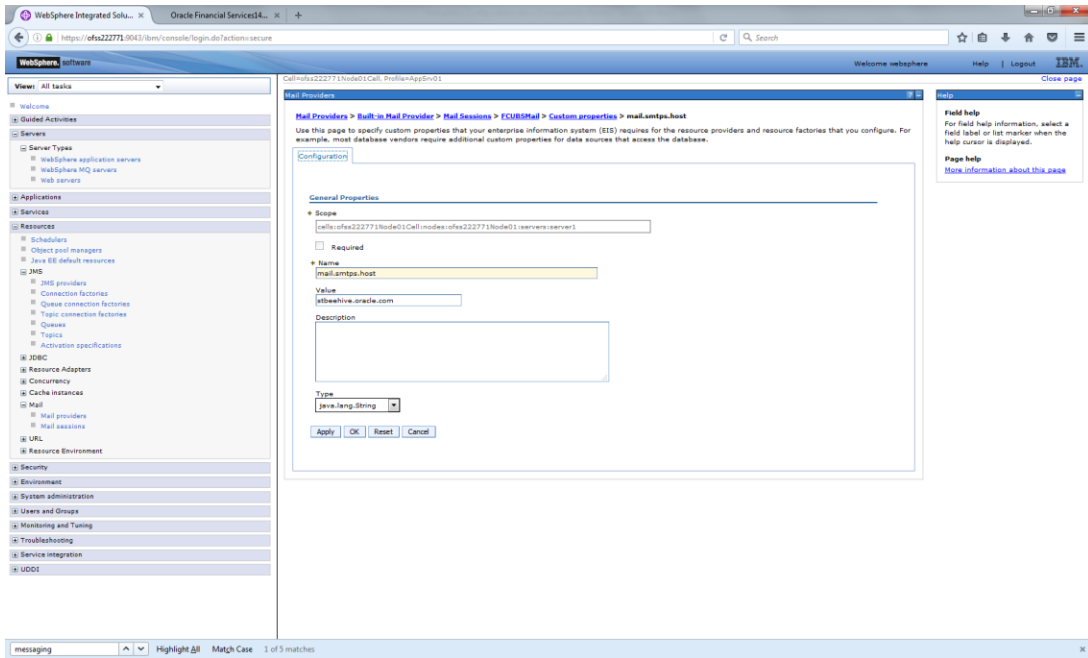 WebSphere Integrated Solu... ×
Oracle Financial Services14... ×
+
https://ofss222771:9043/ibm/console/login.do?action=secure
Search
WebSphere. software
Welcome websphere
Help | Logout
IBM.
View: All tasks
Welcome
Guided Activities
Servers
Server Types
WebSphere application servers
WebSphere MQ servers
Web servers
Applications
Services
Resources
Schedulers
Object pool managers
Java EE default resources
JMS
JMS providers
Connection factories
Queue connection factories
Topic connection factories
Queues
Topics
Activation specifications
JDBC
Resource Adapters
Concurrency
Cache instances
Mail
Mail providers
Mail sessions
URL
Resource Environment
Security
Environment
System administration
Users and Groups
Monitoring and Tuning
Troubleshooting
Service integration
UDDI
Cell=ofss222771Node01Cell, Profile=AppSrv01
Close page
Mail Providers
Mail Providers > Built-in Mail Provider > Mail Sessions > FCUBSMail > Custom properties > mail.smtps.host
Use this page to specify custom properties that your enterprise information system (EIS) requires for the resource providers and resource factories that you configure. For
example, most database vendors require additional custom properties for data sources that access the database.
Configuration
General Properties
Scope
cells:ofss222771Node01Cell:nodes:ofss222771Node01:servers:server1
Required
Name
mail.smtps.host
Value
stbeehive.oracle.com
Description
Type
java.lang.String
Apply OK Reset Cancel
Help
Field help
For field help information, select a
field label or list marker when the
help cursor is displayed.
Page help
More information about this page
messaging
Highlight All Match Case 1 of 5 matches